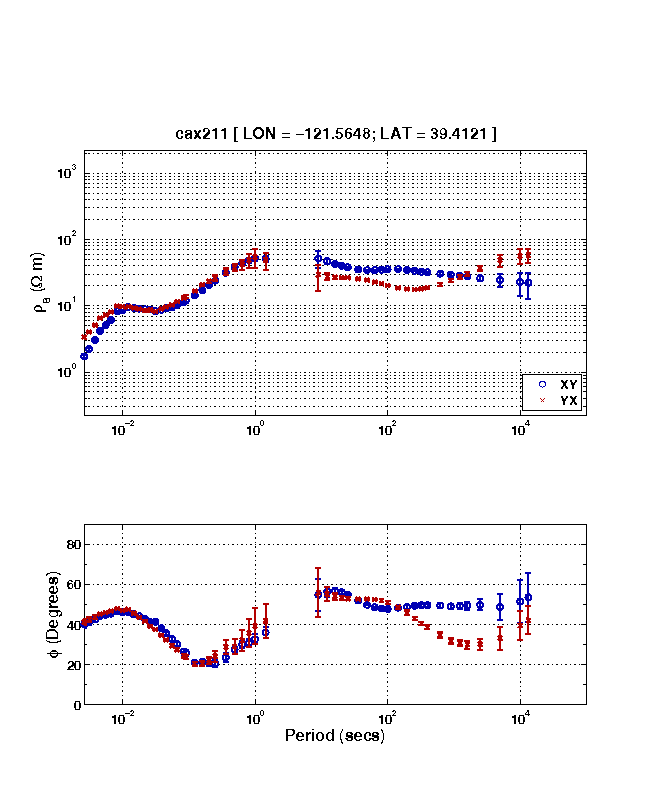 cax211 [ LON = −121.5648; LAT = 39.4121 ]
ρa (Ω m)
10³
10²
10¹
10⁰
10⁻²
10⁰
10²
10⁴
XY
YX
φ (Degrees)
80
60
40
20
0
10⁻²
10⁰
10²
10⁴
Period (secs)